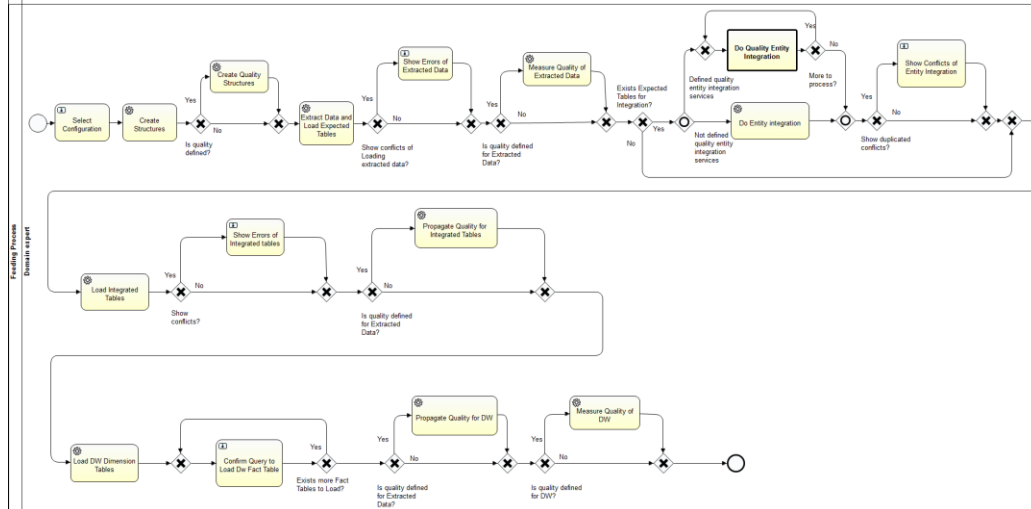 Feeding Process
Domain expert
Select
Configuration
Create
Structures
Yes
No
Is quality
defined?
Create Quality
Structures
Extract Data and
Load Expected
Tables
Yes
No
Show conflicts of
Loading
extracted data?
Show Errors of
Extracted Data
Yes
No
Is quality defined
for Extracted
Data?
Measure Quality of
Extracted Data
Exists Expected
Tables for
Integration?
Yes
No
Defined quality
entity integration
services
Not defined
quality entity
integration
services
Do Quality Entity
Integration
Yes
No
More to
process?
Do Entity integration
Yes
No
Show duplicated
conflicts?
Show Conflicts of
Entity Integration
Load Integrated
Tables
Yes
No
Show
conflicts?
Show Errors of
Integrated tables
Yes
No
Is quality defined
for Extracted
Data?
Propagate Quality for
Integrated Tables
Load DW Dimension
Tables
Confirm Query to
Load Dw Fact Table
Yes
Exists more Fact
Tables to Load?
Yes
No
Is quality defined
for Extracted
Data?
Propagate Quality for DW
Yes
No
Is quality defined
for DW?
Measure Quality of
DW